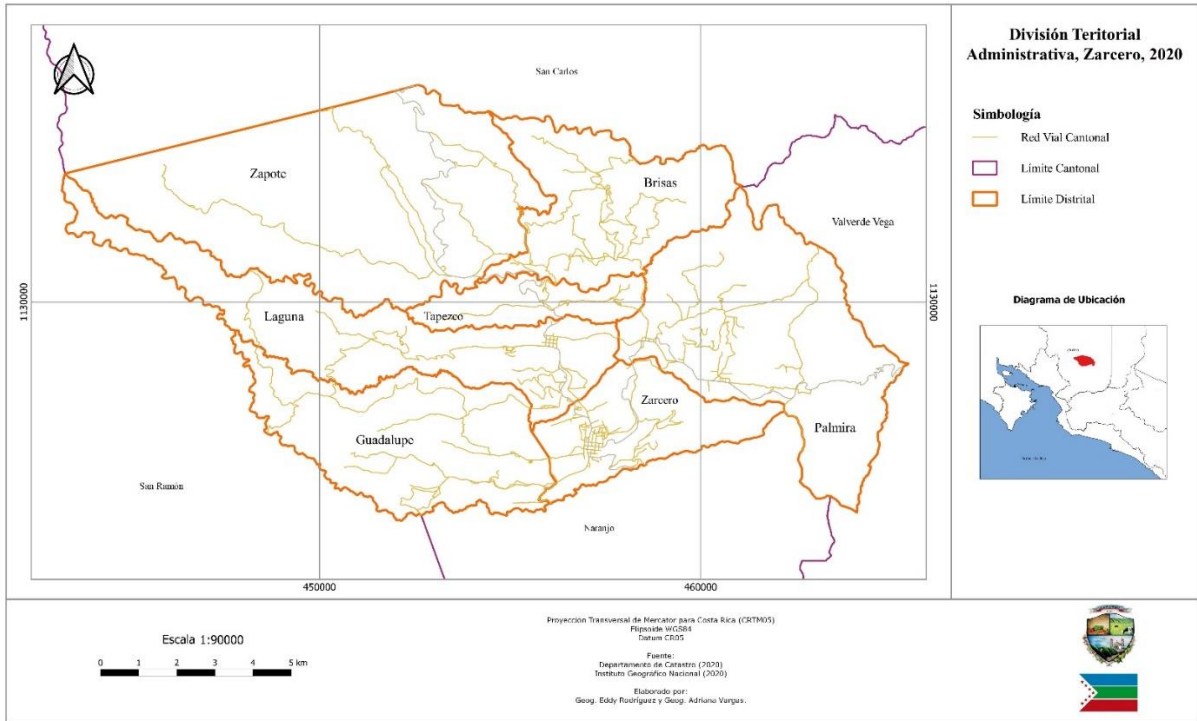 División Teritorial
Administrativa, Zarcero, 2020
Simbología
Red Vial Cantonal
Límite Cantonal
Límite Distrital
Diagrama de Ubicación
San Carlos
Zapote
Brisas
Valverde Vega
1130000
1130000
Laguna
Tapezco
Zarcero
Guadalupe
Palmira
San Ramón
Naranjo
450000
460000
Escala 1:90000
0 1 2 3 4 5 km
Proyección Transversal de Mercator para Costa Rica (CRTM05)
Elipsoide WGS84
Datum CR05
Fuente:
Departamento de Catastro (2020)
Instituto Geográfico Nacional (2020)
Elaborado por:
Geog. Eddy Rodríguez y Geog. Adriana Vargas.